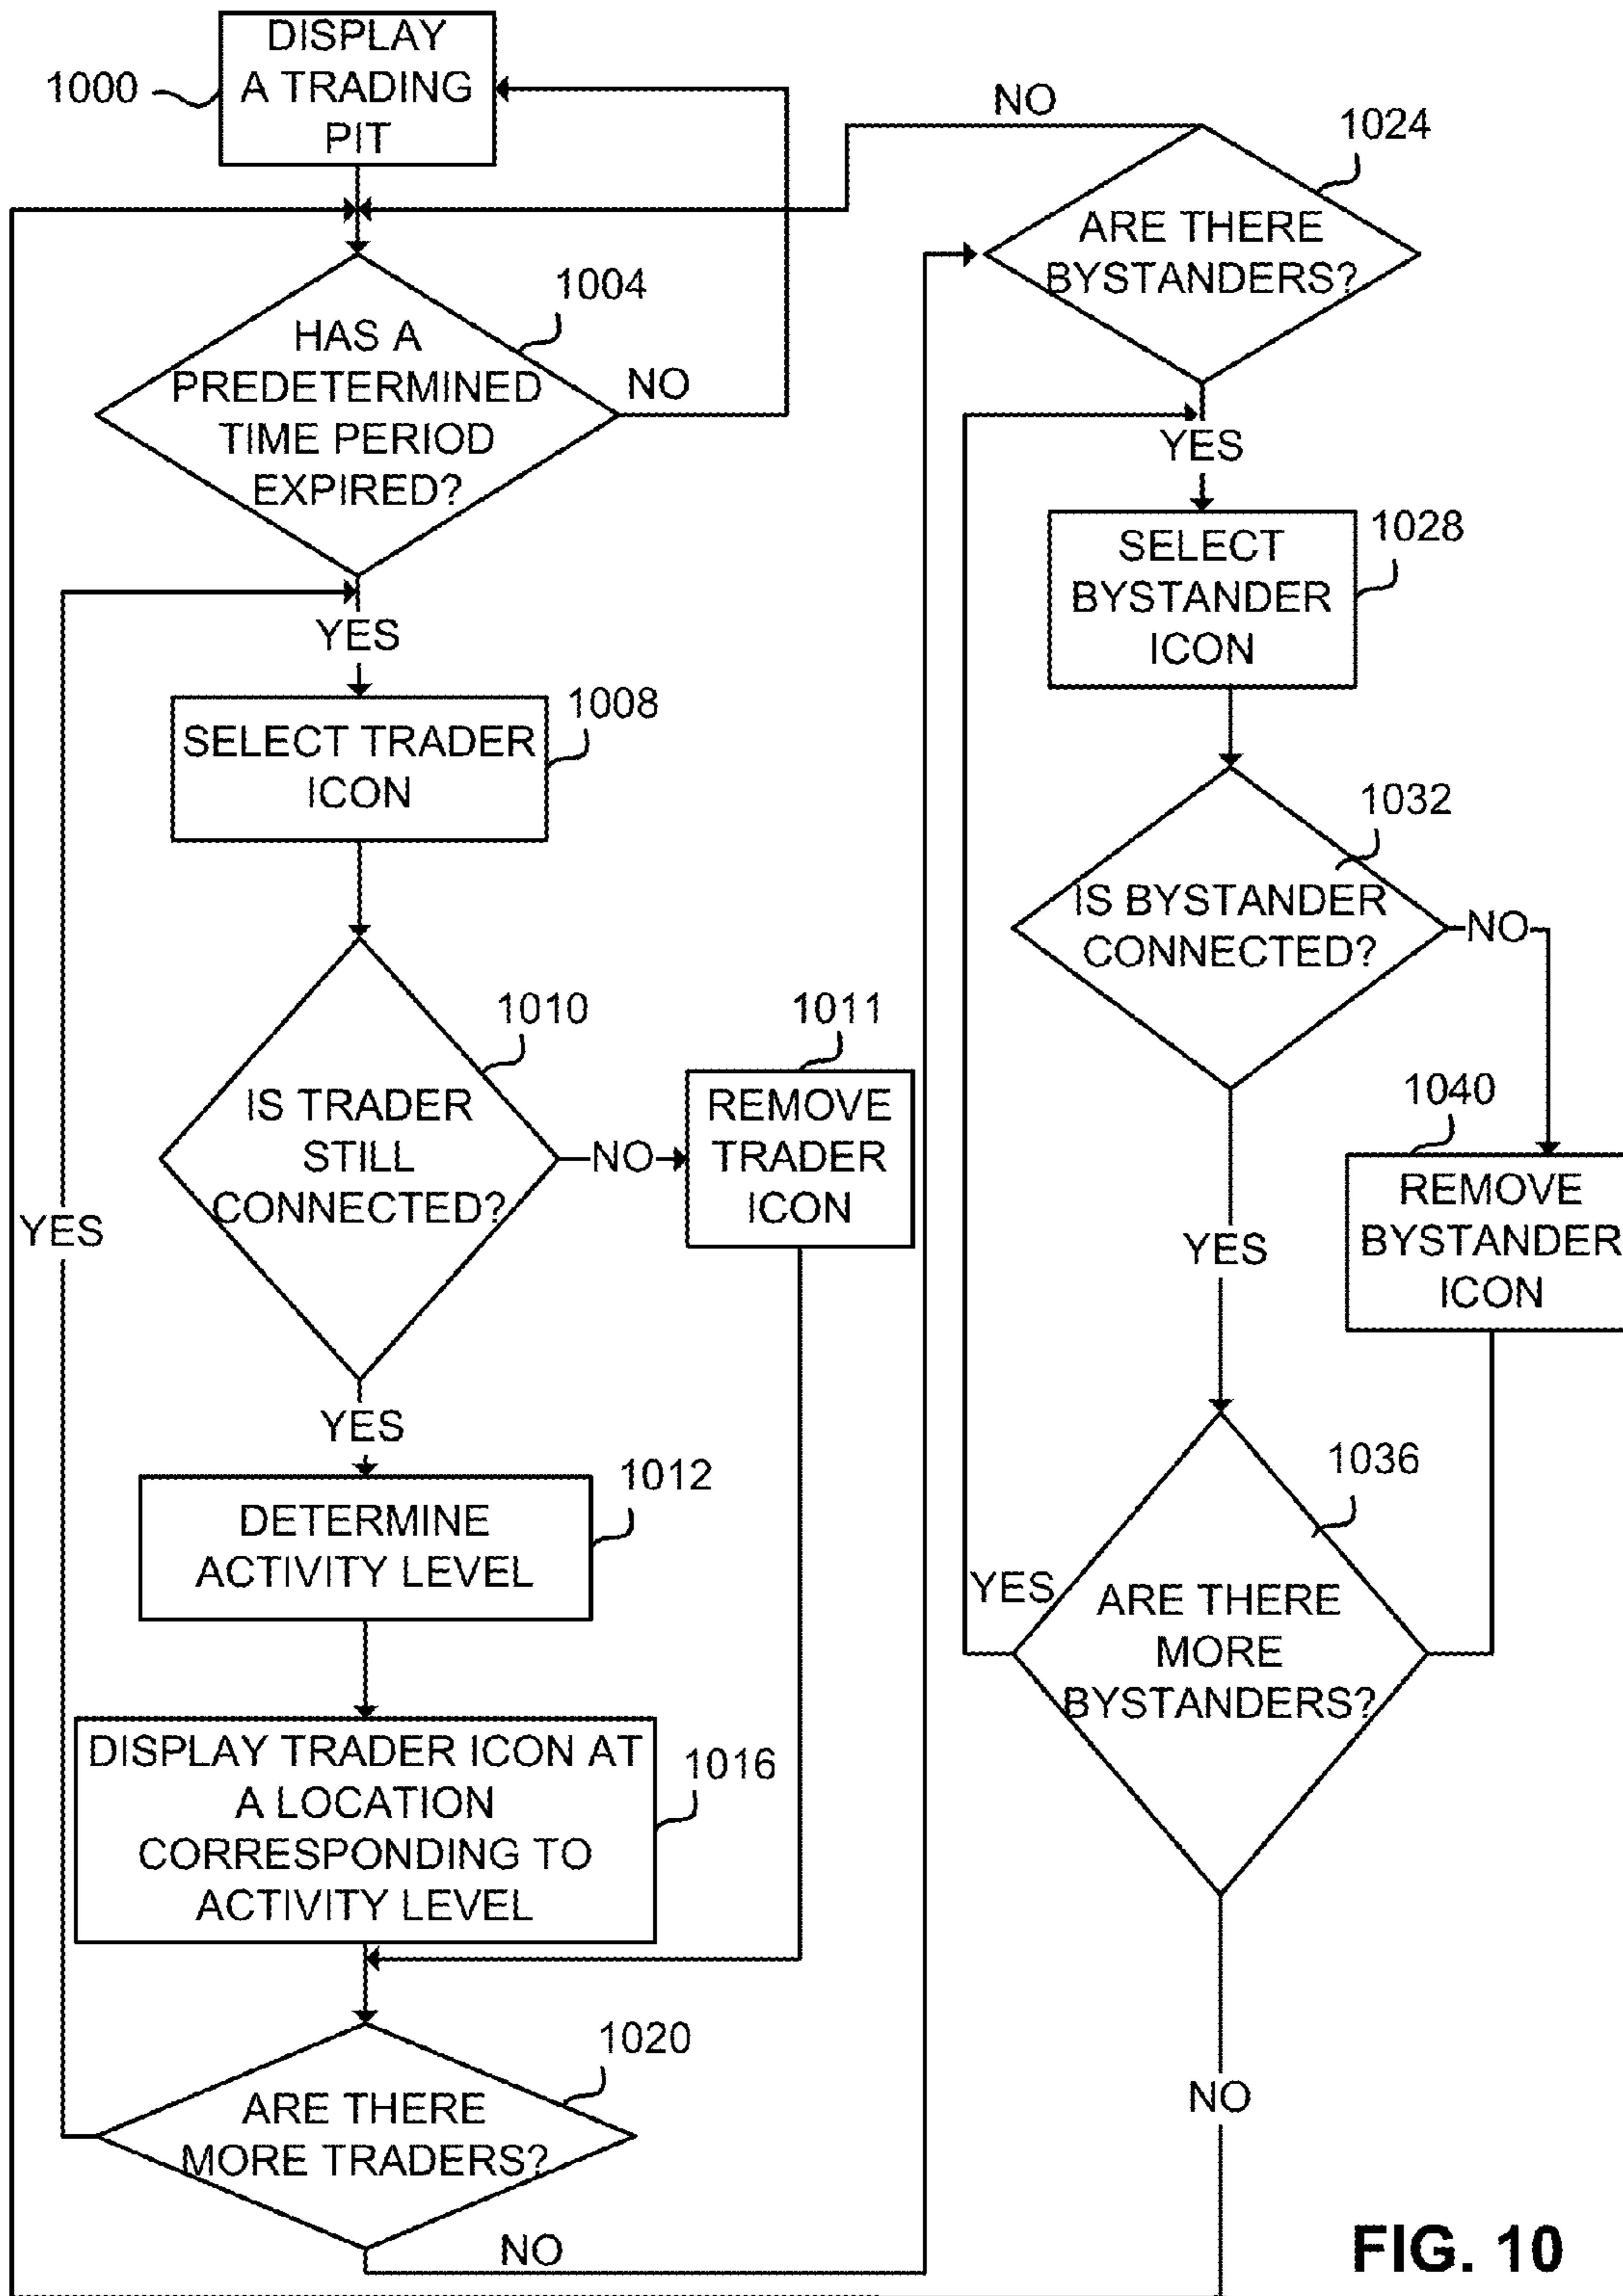 DISPLAY
A TRADING
PIT
1000
HAS A
PREDETERMINED
TIME PERIOD
EXPIRED?
1004
NO
YES
SELECT TRADER
ICON
1008
IS TRADER
STILL
CONNECTED?
1010
NO
REMOVE
TRADER
ICON
1011
YES
DETERMINE
ACTIVITY LEVEL
1012
DISPLAY TRADER ICON AT
A LOCATION
CORRESPONDING TO
ACTIVITY LEVEL
1016
ARE THERE
MORE TRADERS?
1020
YES
NO
NO
ARE THERE
BYSTANDERS?
1024
YES
SELECT
BYSTANDER
ICON
1028
IS BYSTANDER
CONNECTED?
1032
NO
REMOVE
BYSTANDER
ICON
1040
YES
ARE THERE
MORE
BYSTANDERS?
1036
YES
NO
FIG. 10